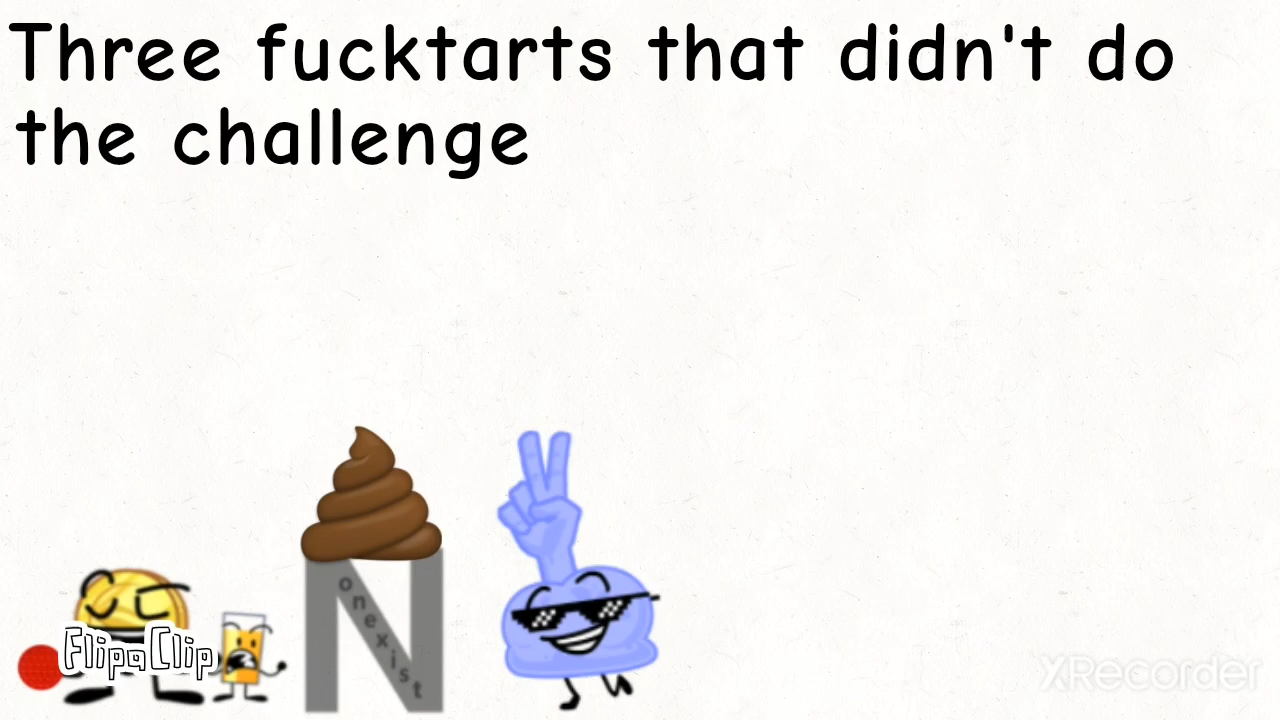 Three fucktarts that didn't do
the challenge
Nonexist
FlipaClip
XRecorder